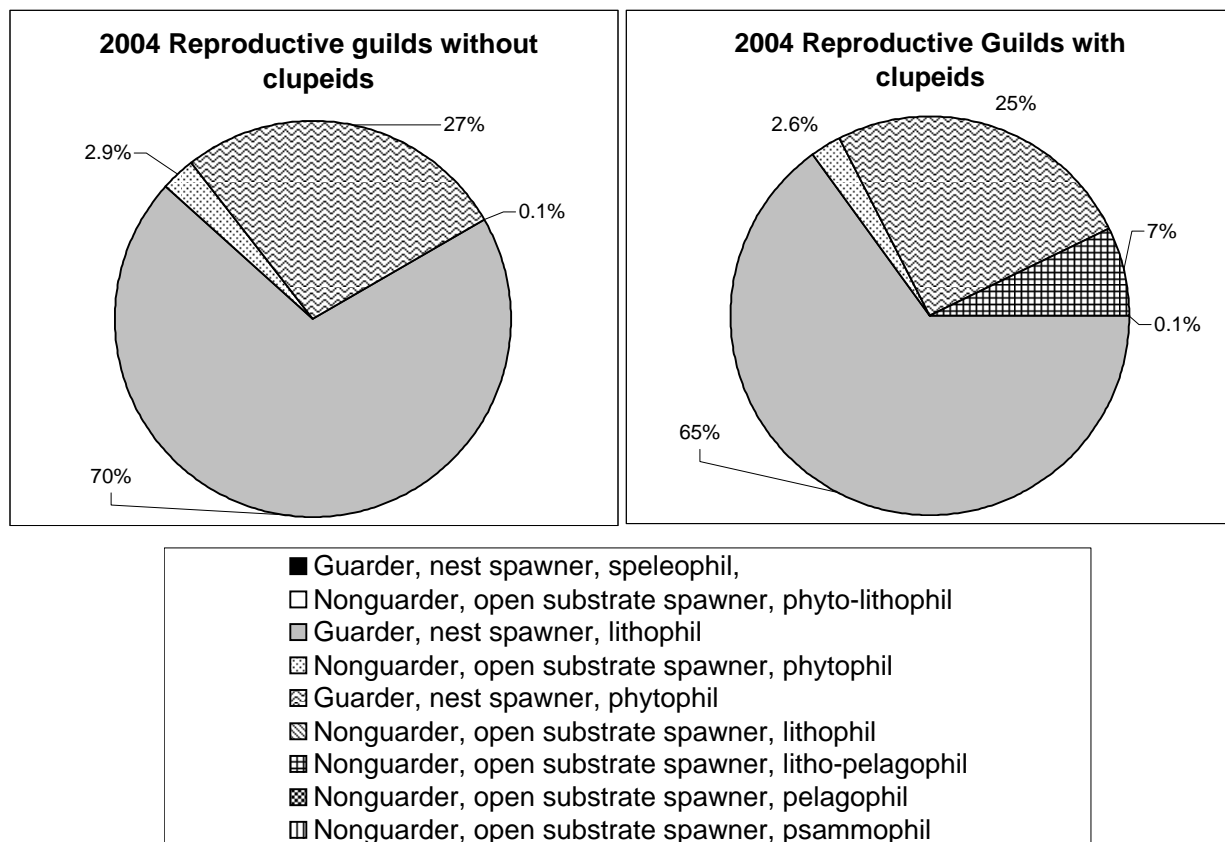 2004 Reproductive guilds without
clupeids
27%
2.9%
0.1%
70%
2004 Reproductive Guilds with
clupeids
25%
2.6%
7%
0.1%
65%
Guarder, nest spawner, speleophil,
Nonguarder, open substrate spawner, phyto-lithophil
Guarder, nest spawner, lithophil
Nonguarder, open substrate spawner, phytophil
Guarder, nest spawner, phytophil
Nonguarder, open substrate spawner, lithophil
Nonguarder, open substrate spawner, litho-pelagophil
Nonguarder, open substrate spawner, pelagophil
Nonguarder, open substrate spawner, psammophil